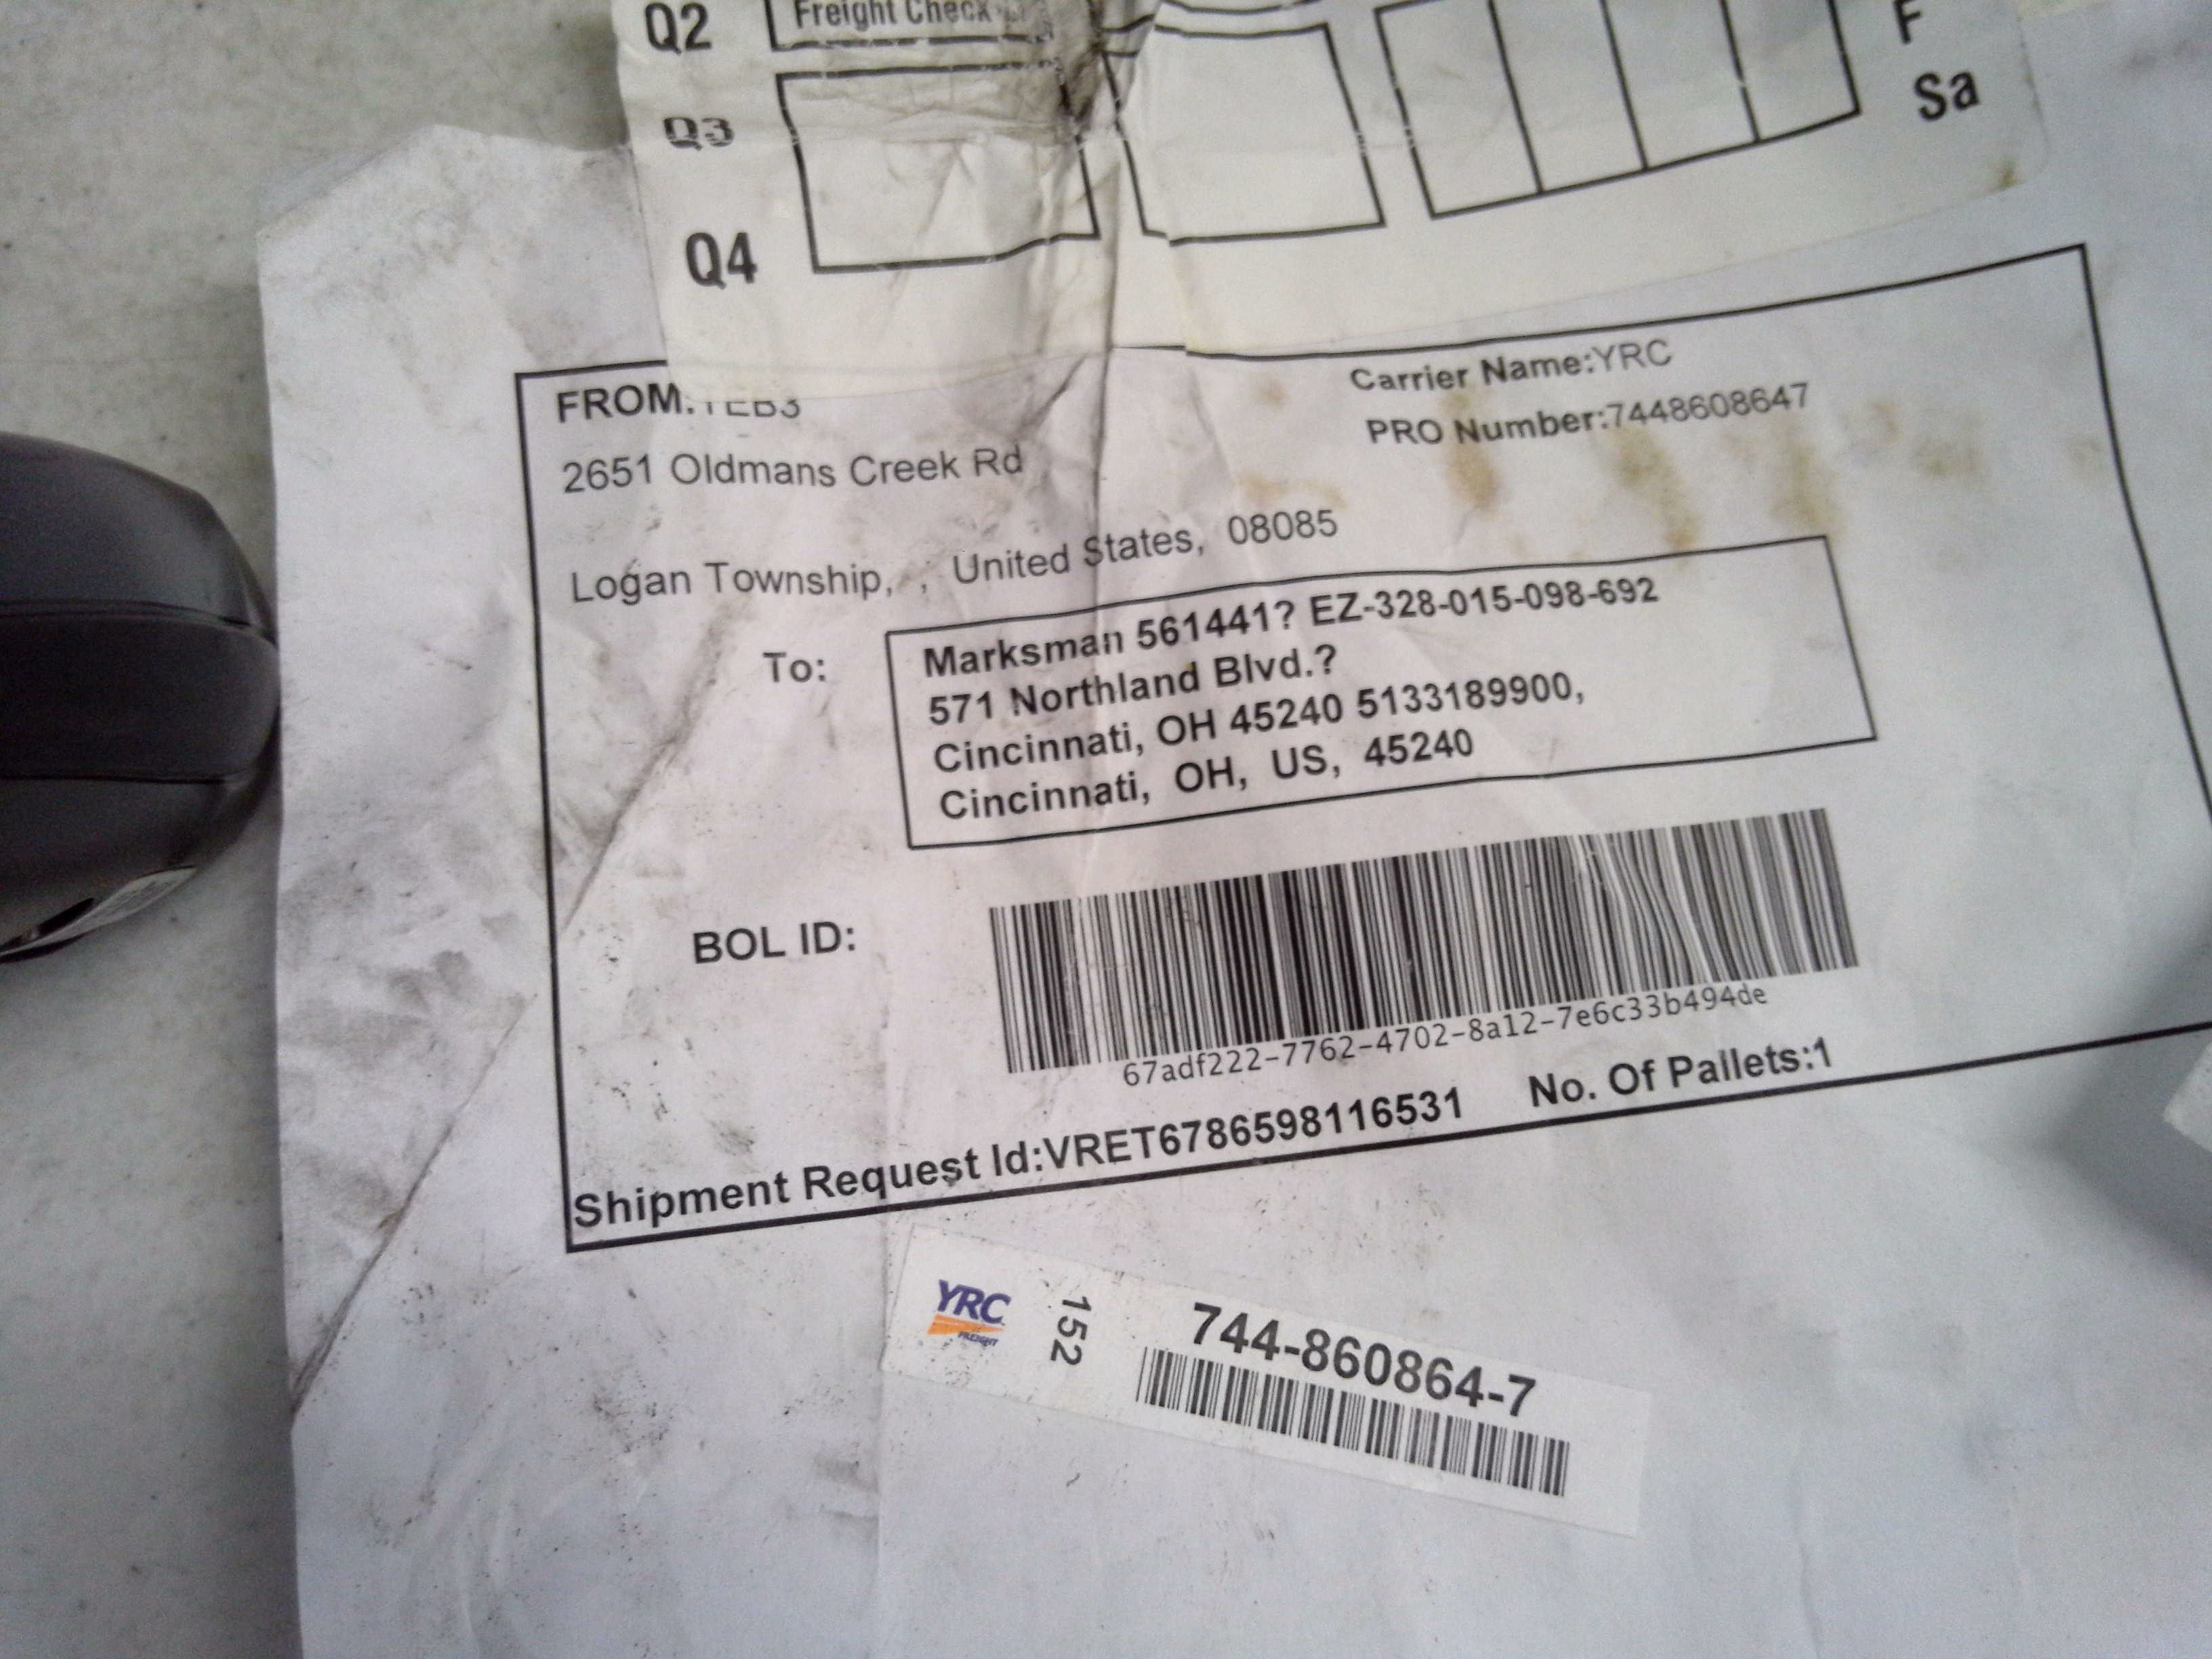 Q2
Freight Check
Q3
Q4
F
Sa
FROM:TEB3
2651 Oldmans Creek Rd
Logan Township, , United States, 08085
Carrier Name:YRC
PRO Number:7448608647
To:
Marksman 561441? EZ-328-015-098-692
571 Northland Blvd.?
Cincinnati, OH 45240 5133189900,
Cincinnati, OH, US, 45240
BOL ID:
67adf222-7762-4702-8a12-7e6c33b494de
Shipment Request Id:VRET6786598116531 No. Of Pallets:1
YRC
FREIGHT
152
744-860864-7